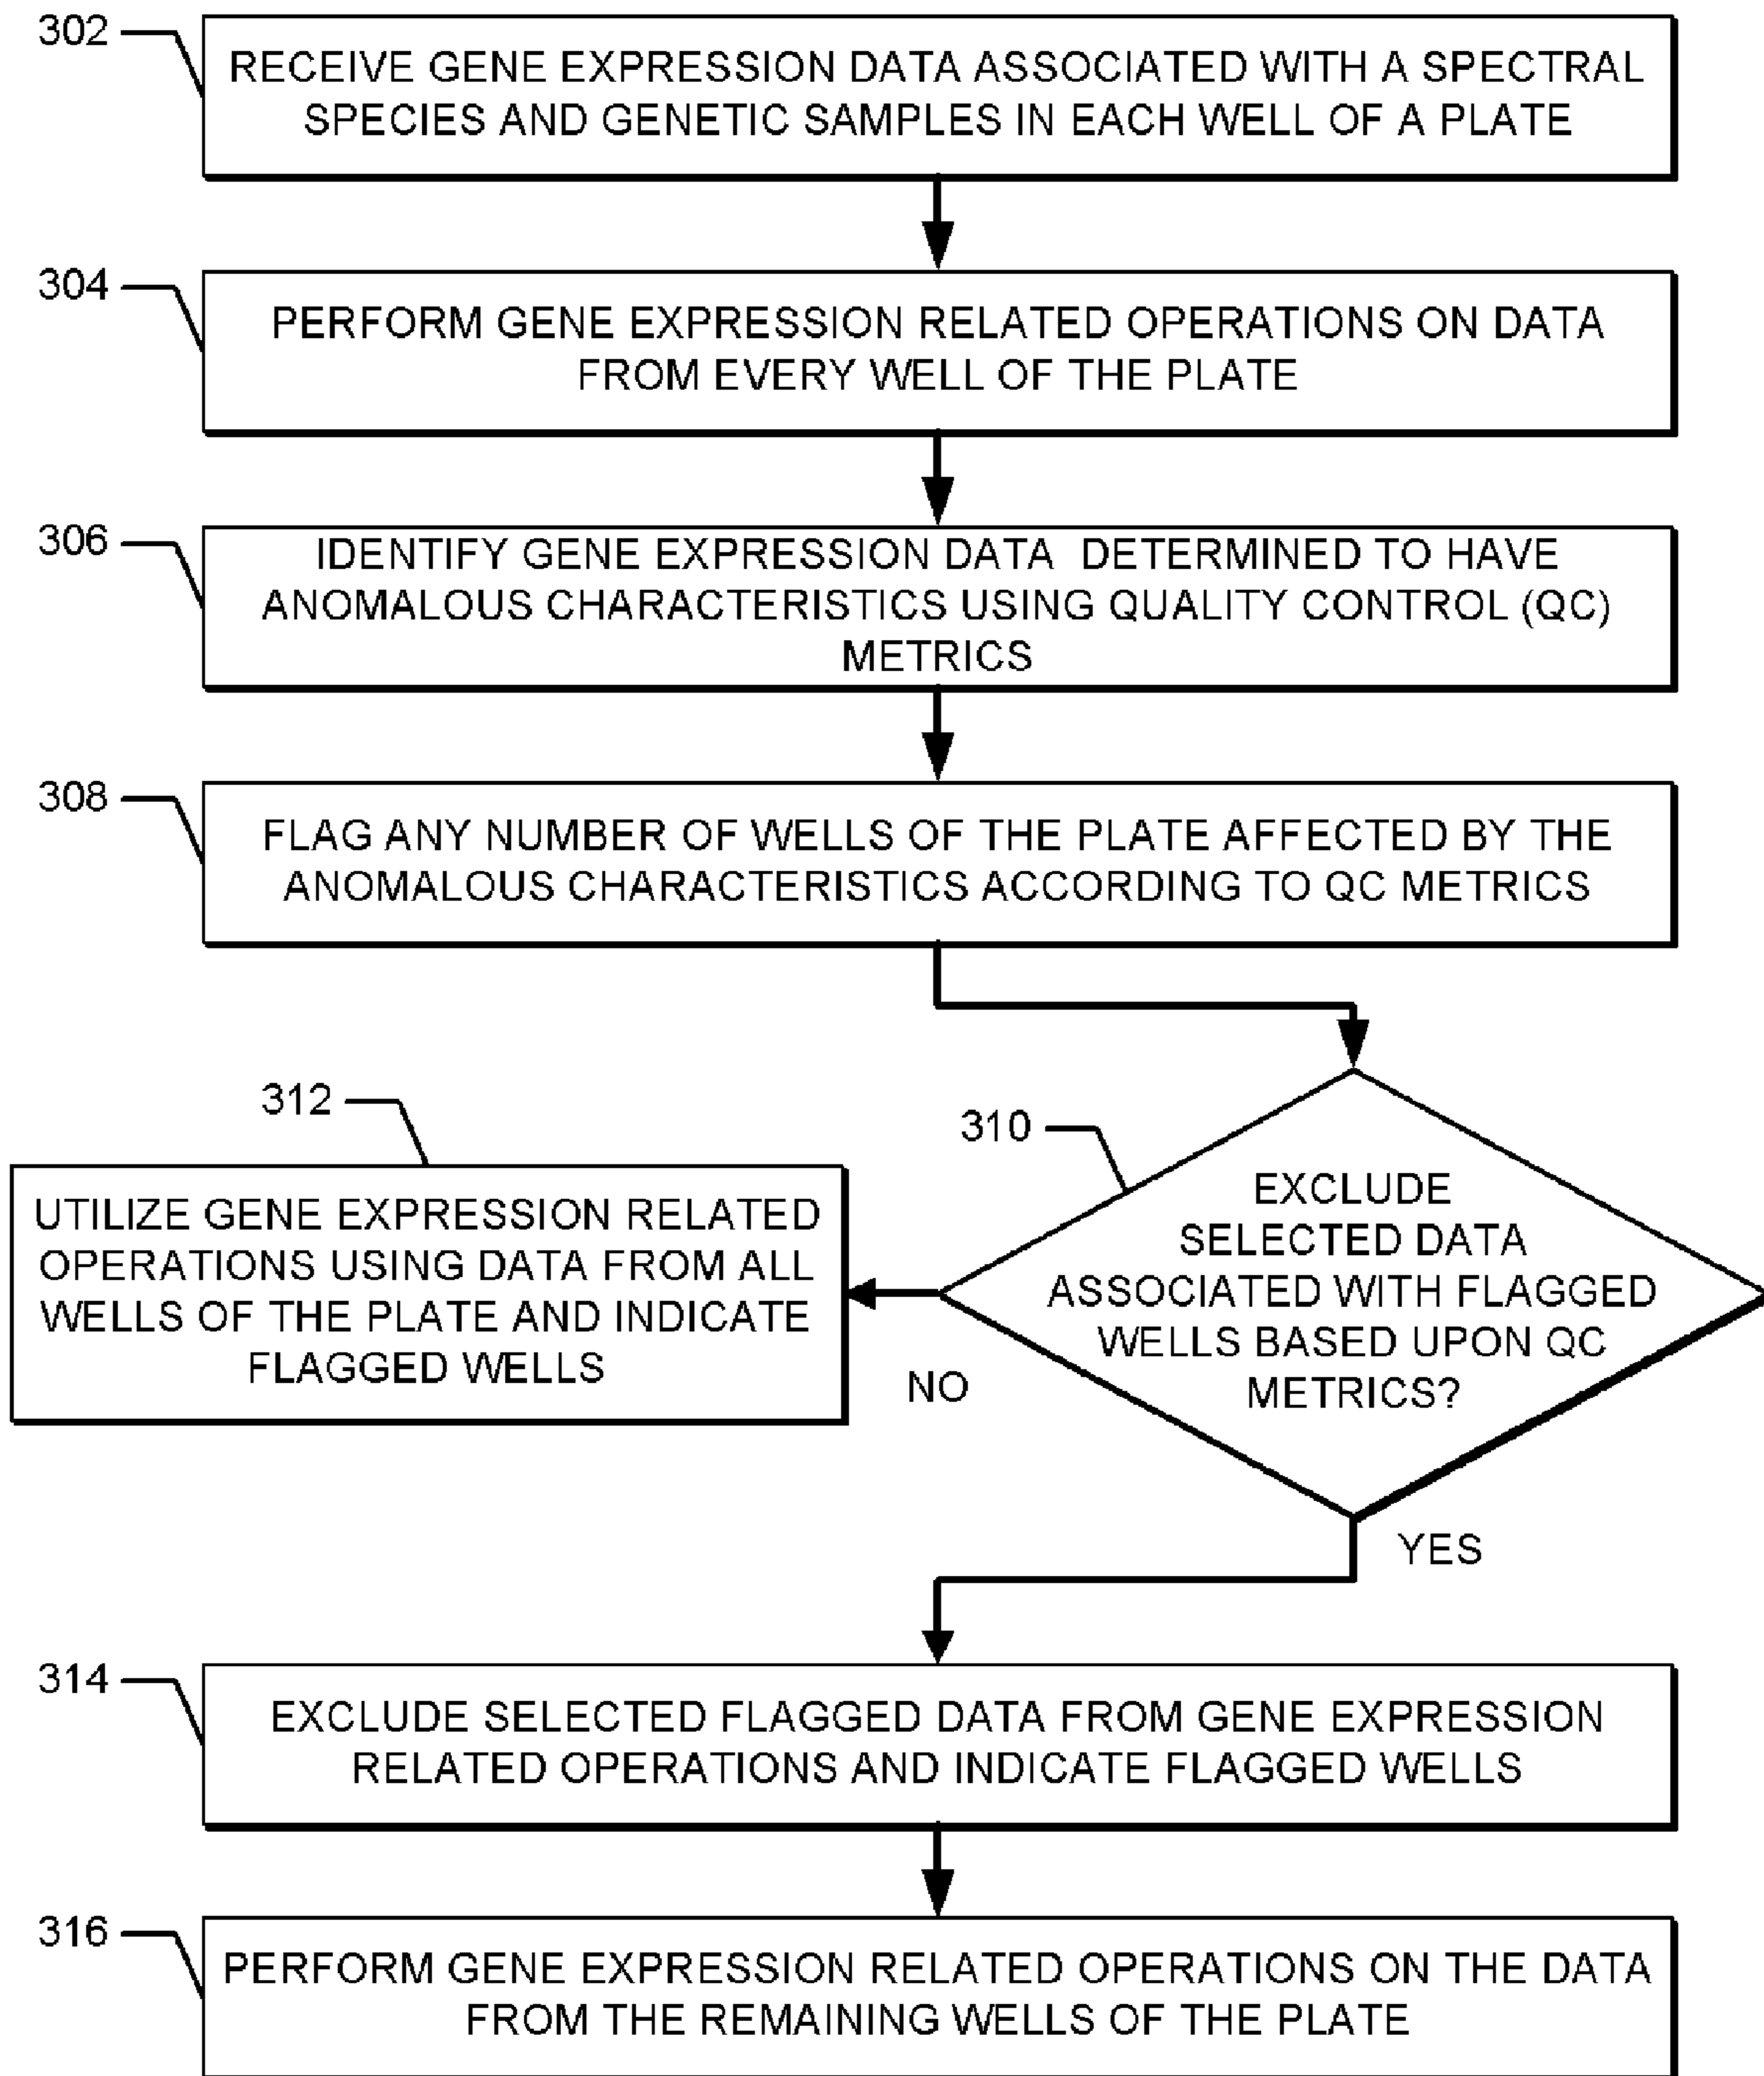 302
RECEIVE GENE EXPRESSION DATA ASSOCIATED WITH A SPECTRAL
SPECIES AND GENETIC SAMPLES IN EACH WELL OF A PLATE
304
PERFORM GENE EXPRESSION RELATED OPERATIONS ON DATA
FROM EVERY WELL OF THE PLATE
306
IDENTIFY GENE EXPRESSION DATA DETERMINED TO HAVE
ANOMALOUS CHARACTERISTICS USING QUALITY CONTROL (QC)
METRICS
308
FLAG ANY NUMBER OF WELLS OF THE PLATE AFFECTED BY THE
ANOMALOUS CHARACTERISTICS ACCORDING TO QC METRICS
310
EXCLUDE
SELECTED DATA
ASSOCIATED WITH FLAGGED
WELLS BASED UPON QC
METRICS?
NO
312
UTILIZE GENE EXPRESSION RELATED
OPERATIONS USING DATA FROM ALL
WELLS OF THE PLATE AND INDICATE
FLAGGED WELLS
YES
314
EXCLUDE SELECTED FLAGGED DATA FROM GENE EXPRESSION
RELATED OPERATIONS AND INDICATE FLAGGED WELLS
316
PERFORM GENE EXPRESSION RELATED OPERATIONS ON THE DATA
FROM THE REMAINING WELLS OF THE PLATE